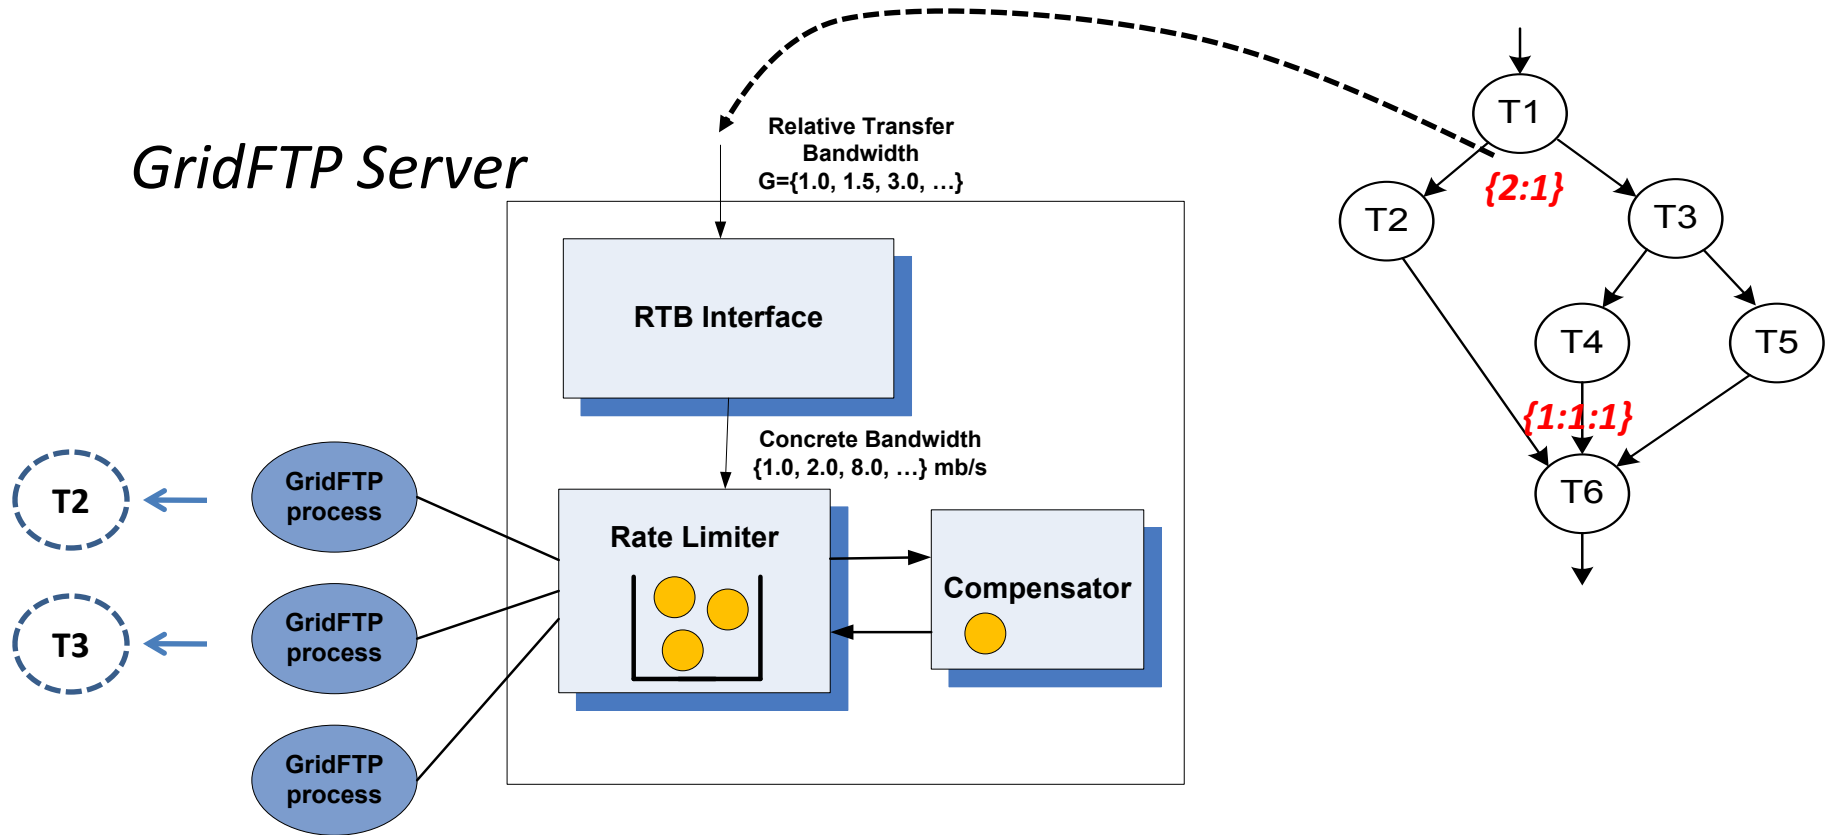 GridFTP Server
Relative Transfer
Bandwidth
G={1.0, 1.5, 3.0, …}
RTB Interface
Concrete Bandwidth
{1.0, 2.0, 8.0, …} mb/s
Rate Limiter
Compensator
GridFTP
process
GridFTP
process
GridFTP
process
T2
T3
T1
{2:1}
T2
T3
T4
T5
{1:1:1}
T6